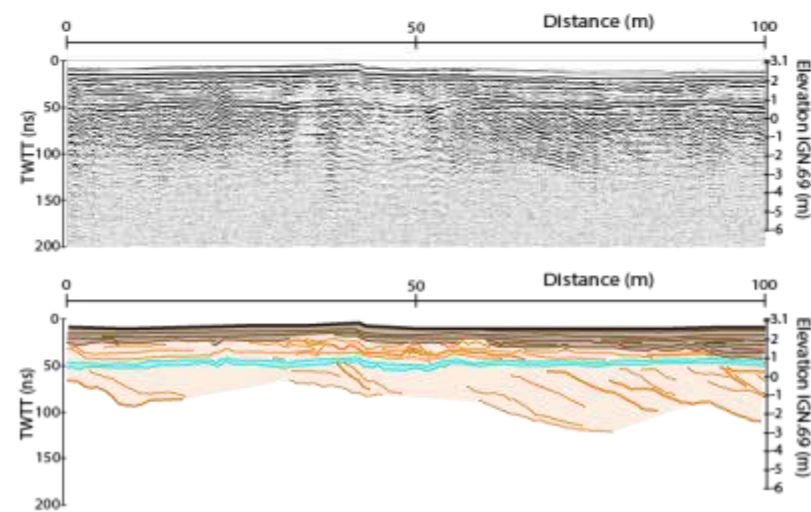 Distance (m)
0 50 100
0 3.1
2
50 1
0
-1
100 -2
-3
150 -4
-5
200 -6
TWTT (ns)
Elevation IGN.69 (m)
Distance (m)
0 50 100
0 3.1
2
50 1
0
-1
100 -2
-3
150 -4
-5
200 -6
TWTT (ns)
Elevation IGN.69 (m)